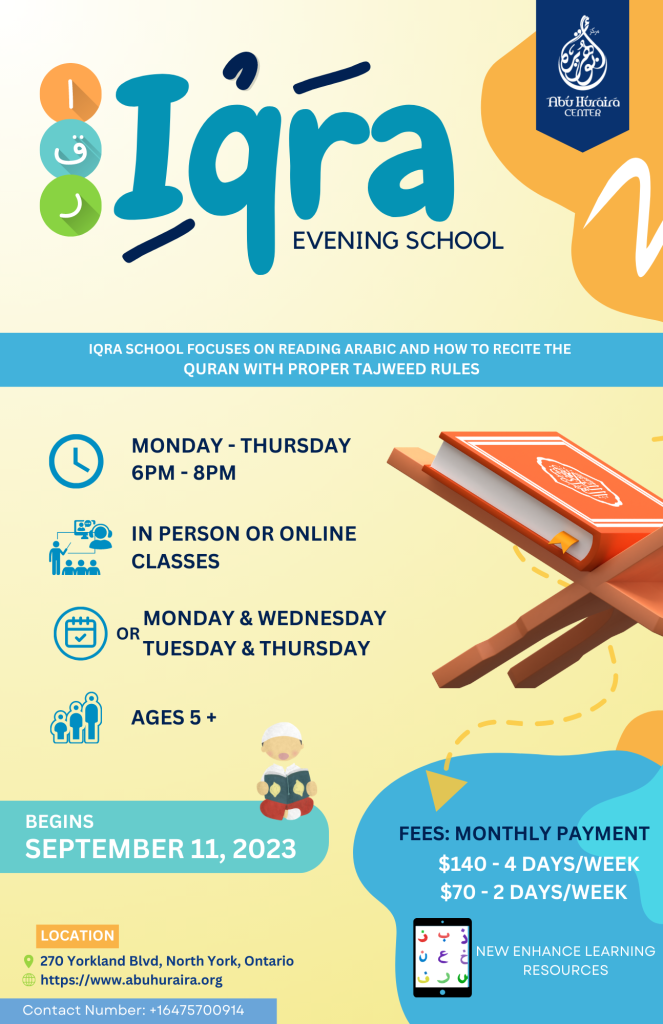 ا
ق
ر
Iqra
EVENING SCHOOL
Abu Huraira
CENTER
IQRA SCHOOL FOCUSES ON READING ARABIC AND HOW TO RECITE THE
QURAN WITH PROPER TAJWEED RULES
MONDAY - THURSDAY
6PM - 8PM
IN PERSON OR ONLINE
CLASSES
OR
MONDAY & WEDNESDAY
TUESDAY & THURSDAY
AGES 5 +
BEGINS
SEPTEMBER 11, 2023
FEES: MONTHLY PAYMENT
$140 - 4 DAYS/WEEK
$70 - 2 DAYS/WEEK
NEW ENHANCE LEARNING
RESOURCES
LOCATION
270 Yorkland Blvd, North York, Ontario
https://www.abuhuraira.org
Contact Number: +16475700914